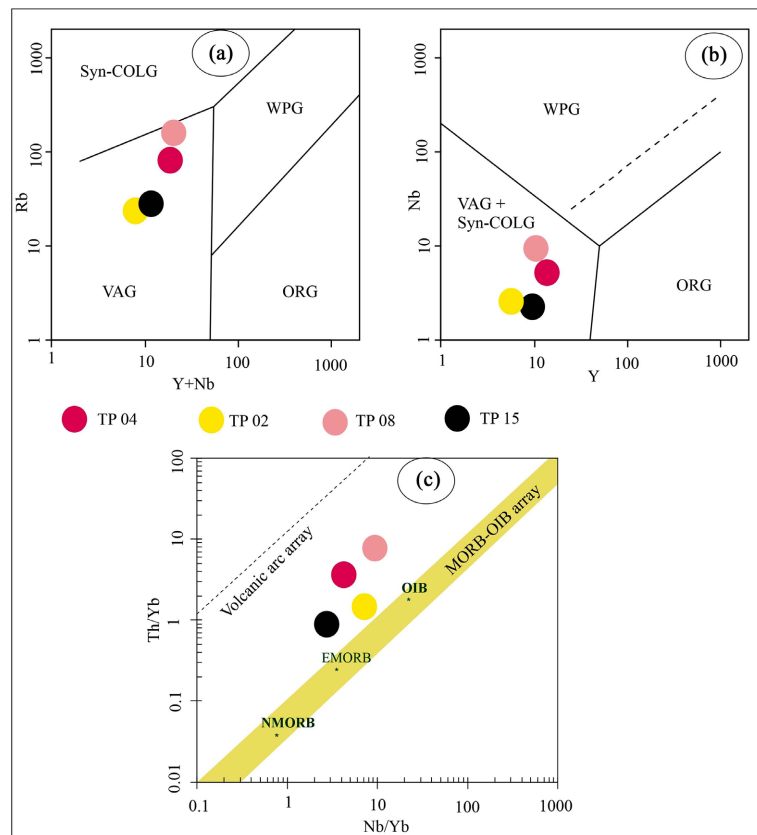 (a)
Syn-COLG
WPG
VAG
ORG
Rb
1000
100
10
1
1
10
100
1000
Y+Nb
(b)
WPG
VAG +
Syn-COLG
ORG
Nb
1000
100
10
1
1
10
100
1000
Y
TP 04
TP 02
TP 08
TP 15
(c)
Volcanic arc array
MORB-OIB array
OIB
*
EMORB
*
NMORB
*
Th/Yb
100
10
1
0.1
0.01
0.1
1
10
100
1000
Nb/Yb